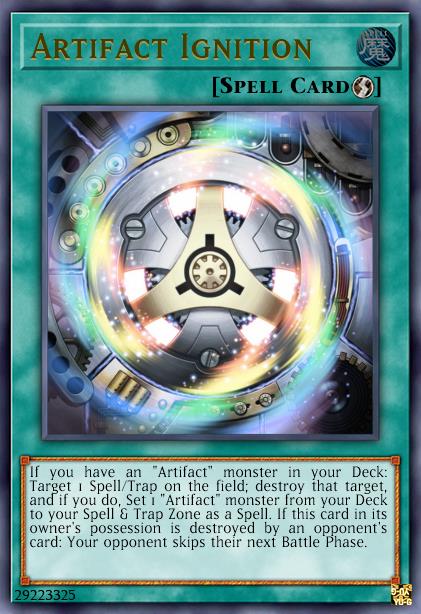 Artifact Ignition
[Spell Card]
If you have an "Artifact" monster in your Deck:
Target 1 Spell/Trap on the field; destroy that target,
and if you do, Set 1 "Artifact" monster from your Deck
to your Spell & Trap Zone as a Spell. If this card in its
owner's possession is destroyed by an opponent's
card: Your opponent skips their next Battle Phase.
29223325